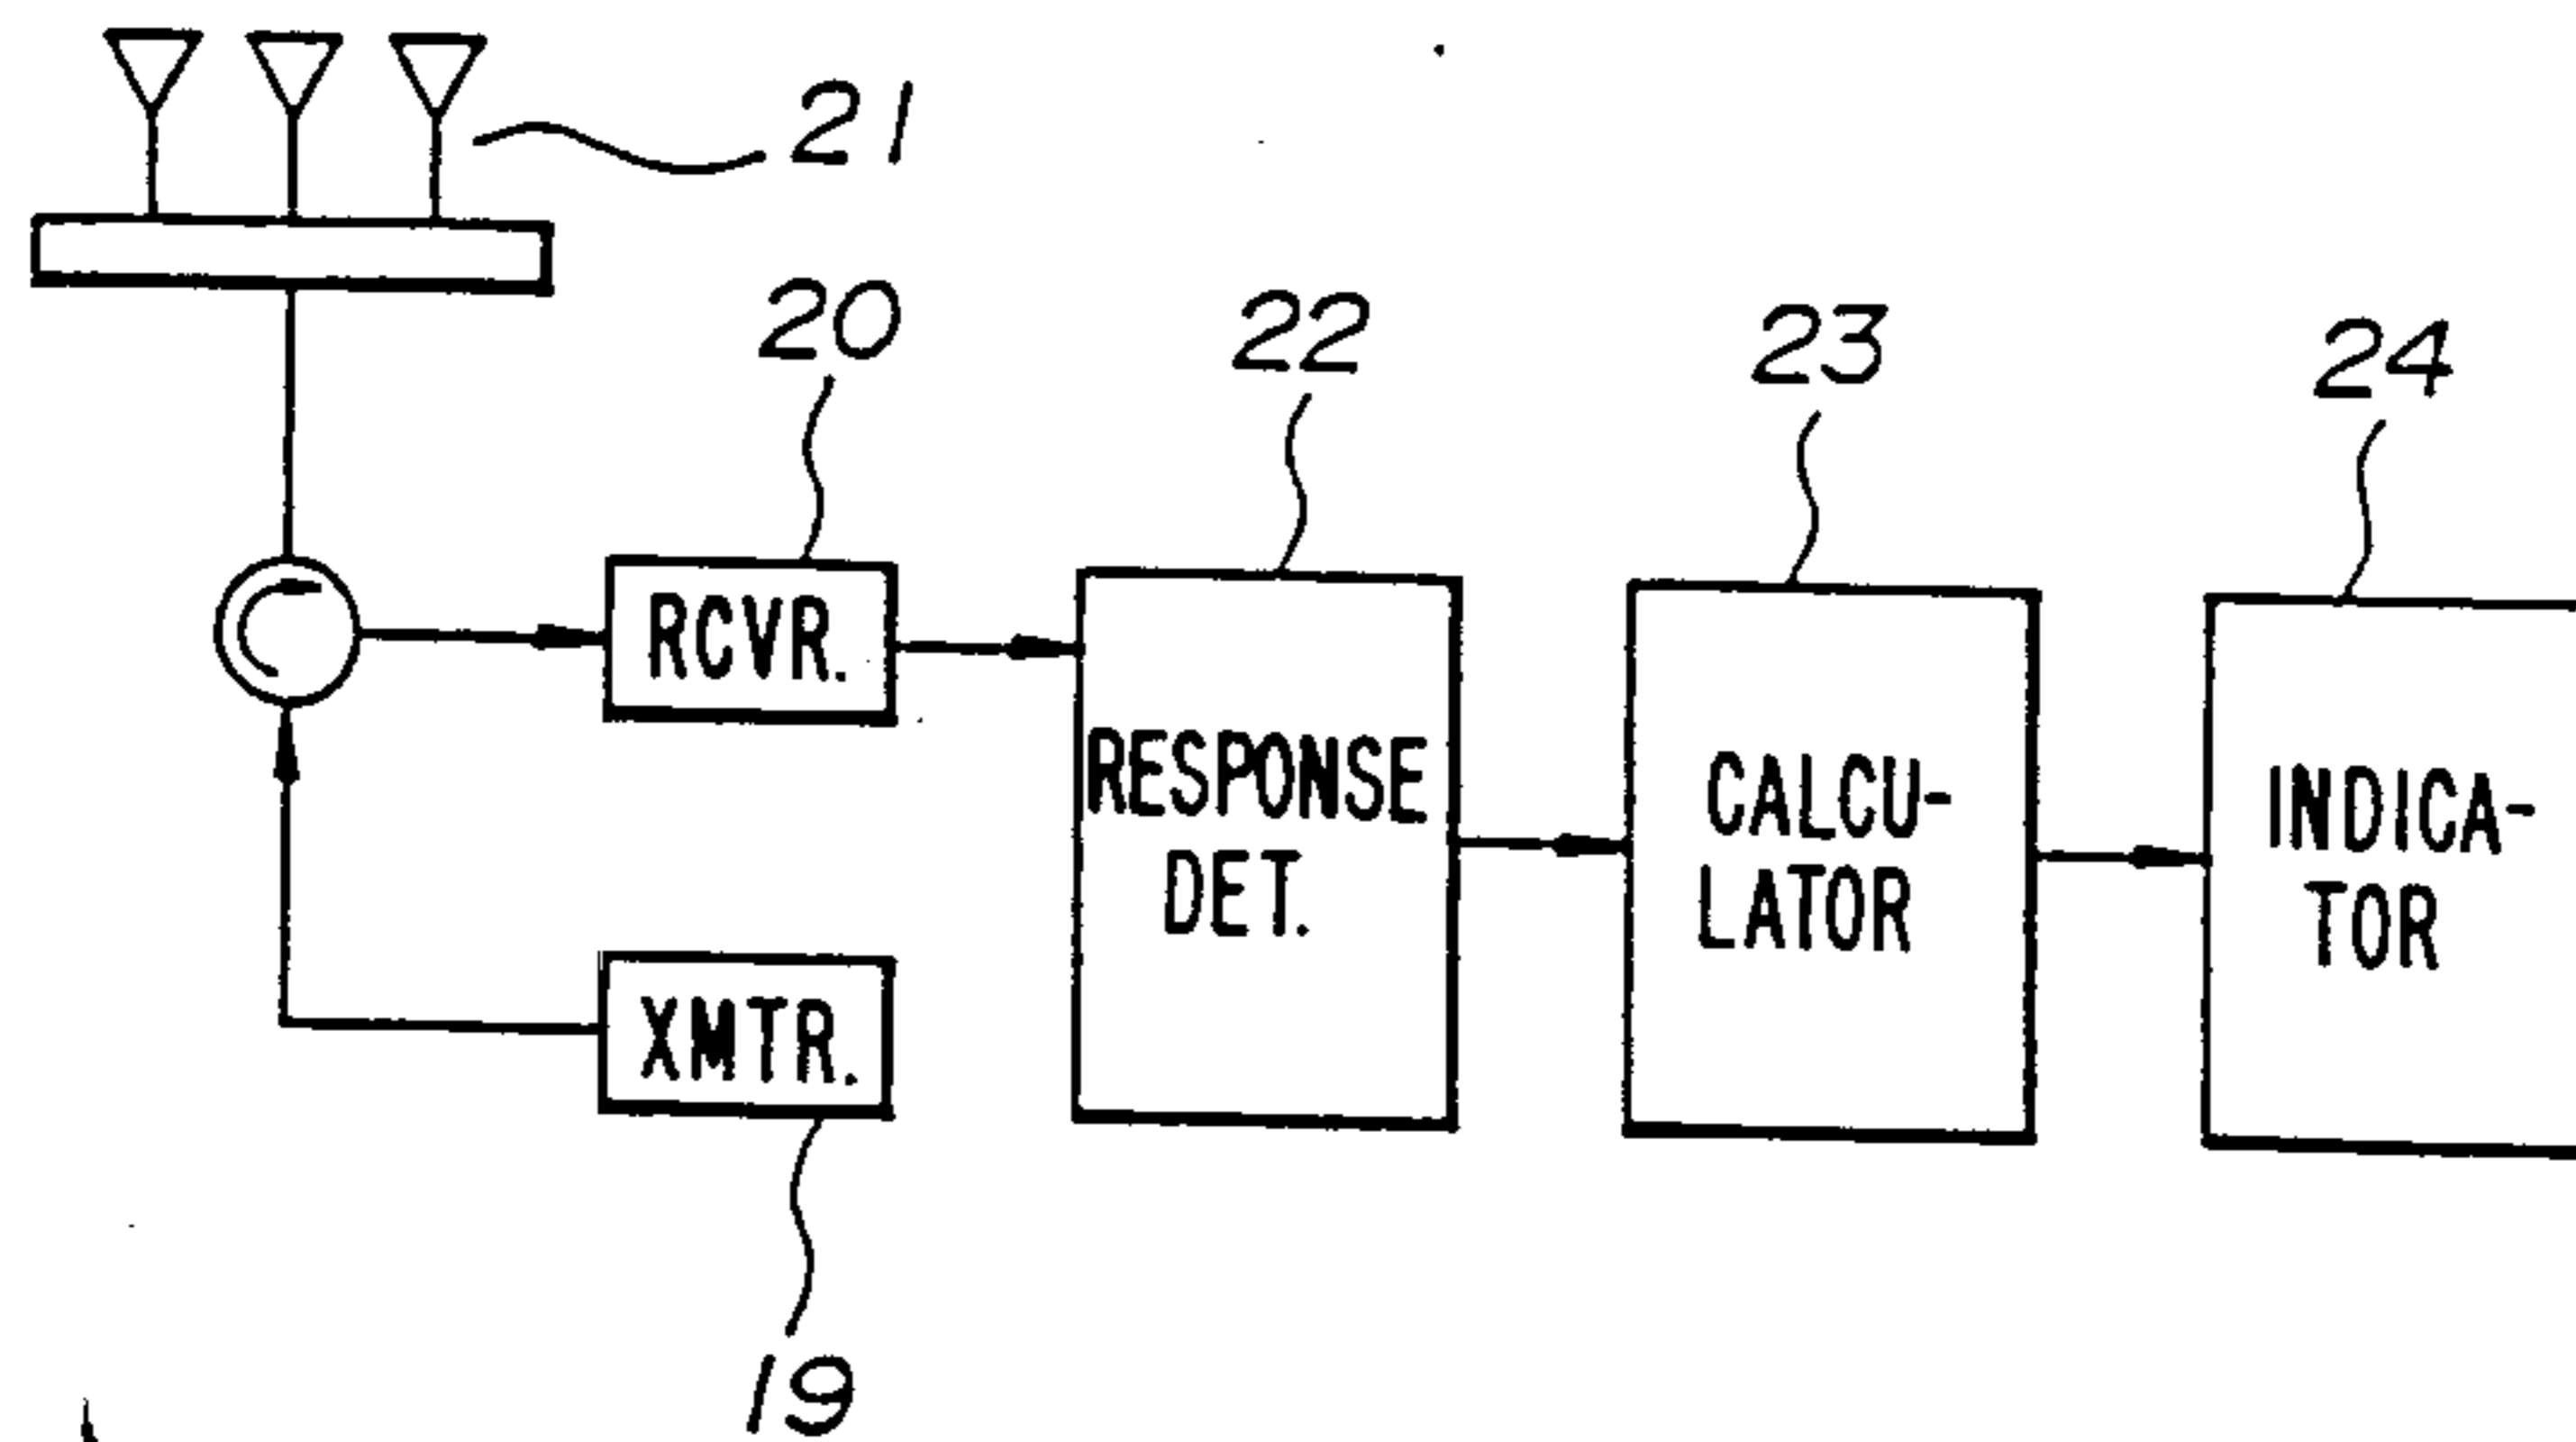 21
20
22
23
24
RCVR.
RESPONSE
DET.
CALCU-
LATOR
INDICA-
TOR
XMTR.
19